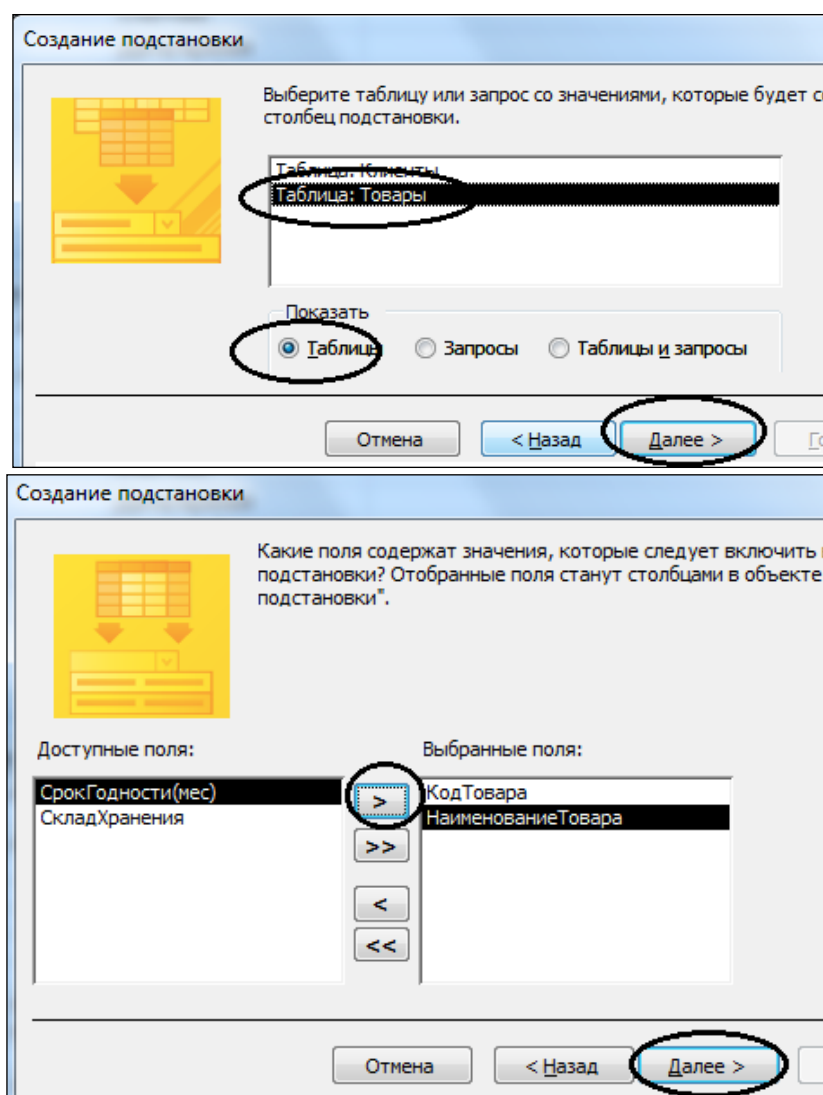 Создание подстановки
Выберите таблицу или запрос со значениями, которые будет
столбец подстановки.
Таблица: Клиенты
Таблица: Товары
Показать
Таблицы Запросы Таблицы и запросы
Отмена < Назад Далее >
Создание подстановки
Какие поля содержат значения, которые следует включить
подстановки? Отобранные поля станут столбцами в объекте
подстановки".
Доступные поля: Выбранные поля:
СрокГодности(мес) > КодТовара
СкладХранения НаименованиеТовара
>>
<
<<
Отмена < Назад Далее >